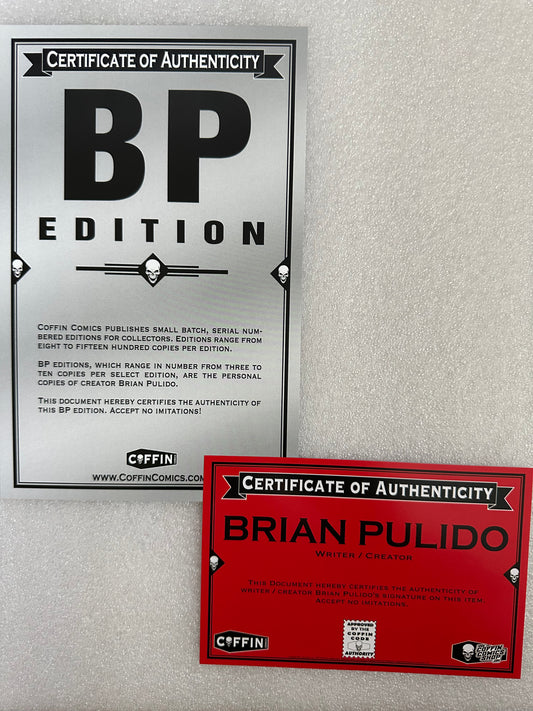 CERTIFICATE OF AUTHENTICITY
BP
EDITION
COFFIN COMICS PUBLISHES SMALL BATCH, SERIAL NUM-
BERED EDITIONS FOR COLLECTORS. EDITIONS RANGE FROM
EIGHT TO FIFTEEN HUNDRED COPIES PER EDITION.
BP EDITIONS, WHICH RANGE IN NUMBER FROM THREE TO
TEN COPIES PER SELECT EDITION, ARE THE PERSONAL
COPIES OF CREATOR BRIAN PULIDO.
THIS DOCUMENT HEREBY CERTIFIES THE AUTHENTICITY OF
THIS BP EDITION. ACCEPT NO IMITATIONS!
COFFIN
WWW.COFFINCOMICS.COM
CERTIFICATE OF AUTHENTICITY
BRIAN PULIDO
WRITER / CREATOR
THIS DOCUMENT HEREBY CERTIFIES THE AUTHENTICITY OF
WRITER / CREATOR BRIAN PULIDO'S SIGNATURE ON THIS ITEM.
ACCEPT NO IMITATIONS.
COFFIN
APPROVED
BY THE
COFFIN
CODE
AUTHORITY
COFFIN
COMICS
SHOP